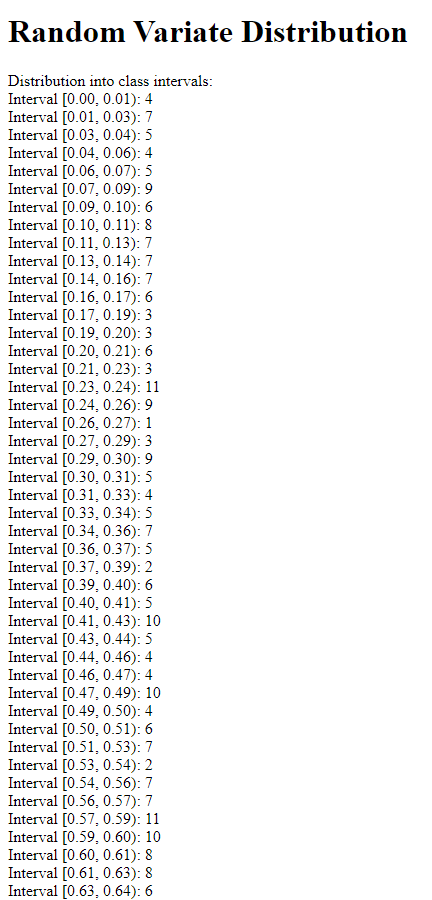 Random Variate Distribution
Distribution into class intervals:
Interval [0.00, 0.01): 4
Interval [0.01, 0.03): 7
Interval [0.03, 0.04): 5
Interval [0.04, 0.06): 4
Interval [0.06, 0.07): 5
Interval [0.07, 0.09): 9
Interval [0.09, 0.10): 6
Interval [0.10, 0.11): 8
Interval [0.11, 0.13): 7
Interval [0.13, 0.14): 7
Interval [0.14, 0.16): 7
Interval [0.16, 0.17): 6
Interval [0.17, 0.19): 3
Interval [0.19, 0.20): 3
Interval [0.20, 0.21): 6
Interval [0.21, 0.23): 3
Interval [0.23, 0.24): 11
Interval [0.24, 0.26): 9
Interval [0.26, 0.27): 1
Interval [0.27, 0.29): 3
Interval [0.29, 0.30): 9
Interval [0.30, 0.31): 5
Interval [0.31, 0.33): 4
Interval [0.33, 0.34): 5
Interval [0.34, 0.36): 7
Interval [0.36, 0.37): 5
Interval [0.37, 0.39): 2
Interval [0.39, 0.40): 6
Interval [0.40, 0.41): 5
Interval [0.41, 0.43): 10
Interval [0.43, 0.44): 5
Interval [0.44, 0.46): 4
Interval [0.46, 0.47): 4
Interval [0.47, 0.49): 10
Interval [0.49, 0.50): 4
Interval [0.50, 0.51): 6
Interval [0.51, 0.53): 7
Interval [0.53, 0.54): 2
Interval [0.54, 0.56): 7
Interval [0.56, 0.57): 7
Interval [0.57, 0.59): 11
Interval [0.59, 0.60): 10
Interval [0.60, 0.61): 8
Interval [0.61, 0.63): 8
Interval [0.63, 0.64): 6